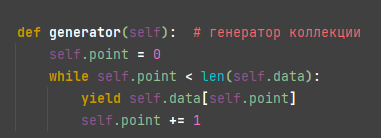 def generator(self):  # генератор коллекции
    self.point = 0
    while self.point < len(self.data):
        yield self.data[self.point]
        self.point += 1